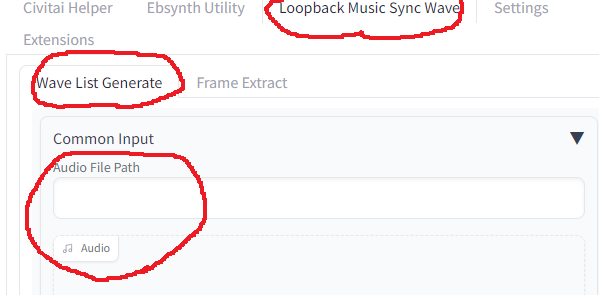 Civitai Helper Ebsynth Utility Loopback Music Sync Wave Settings
Extensions
Wave List Generate Frame Extract
Common Input ▼
Audio File Path
Audio